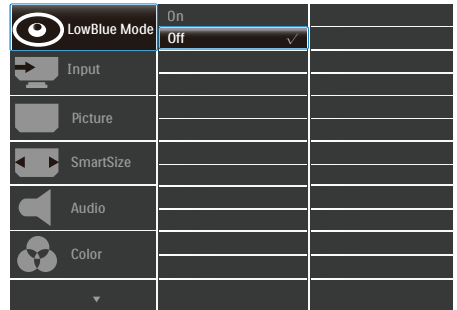 LowBlue Mode
On
Off ✓
Input
Picture
SmartSize
Audio
Color